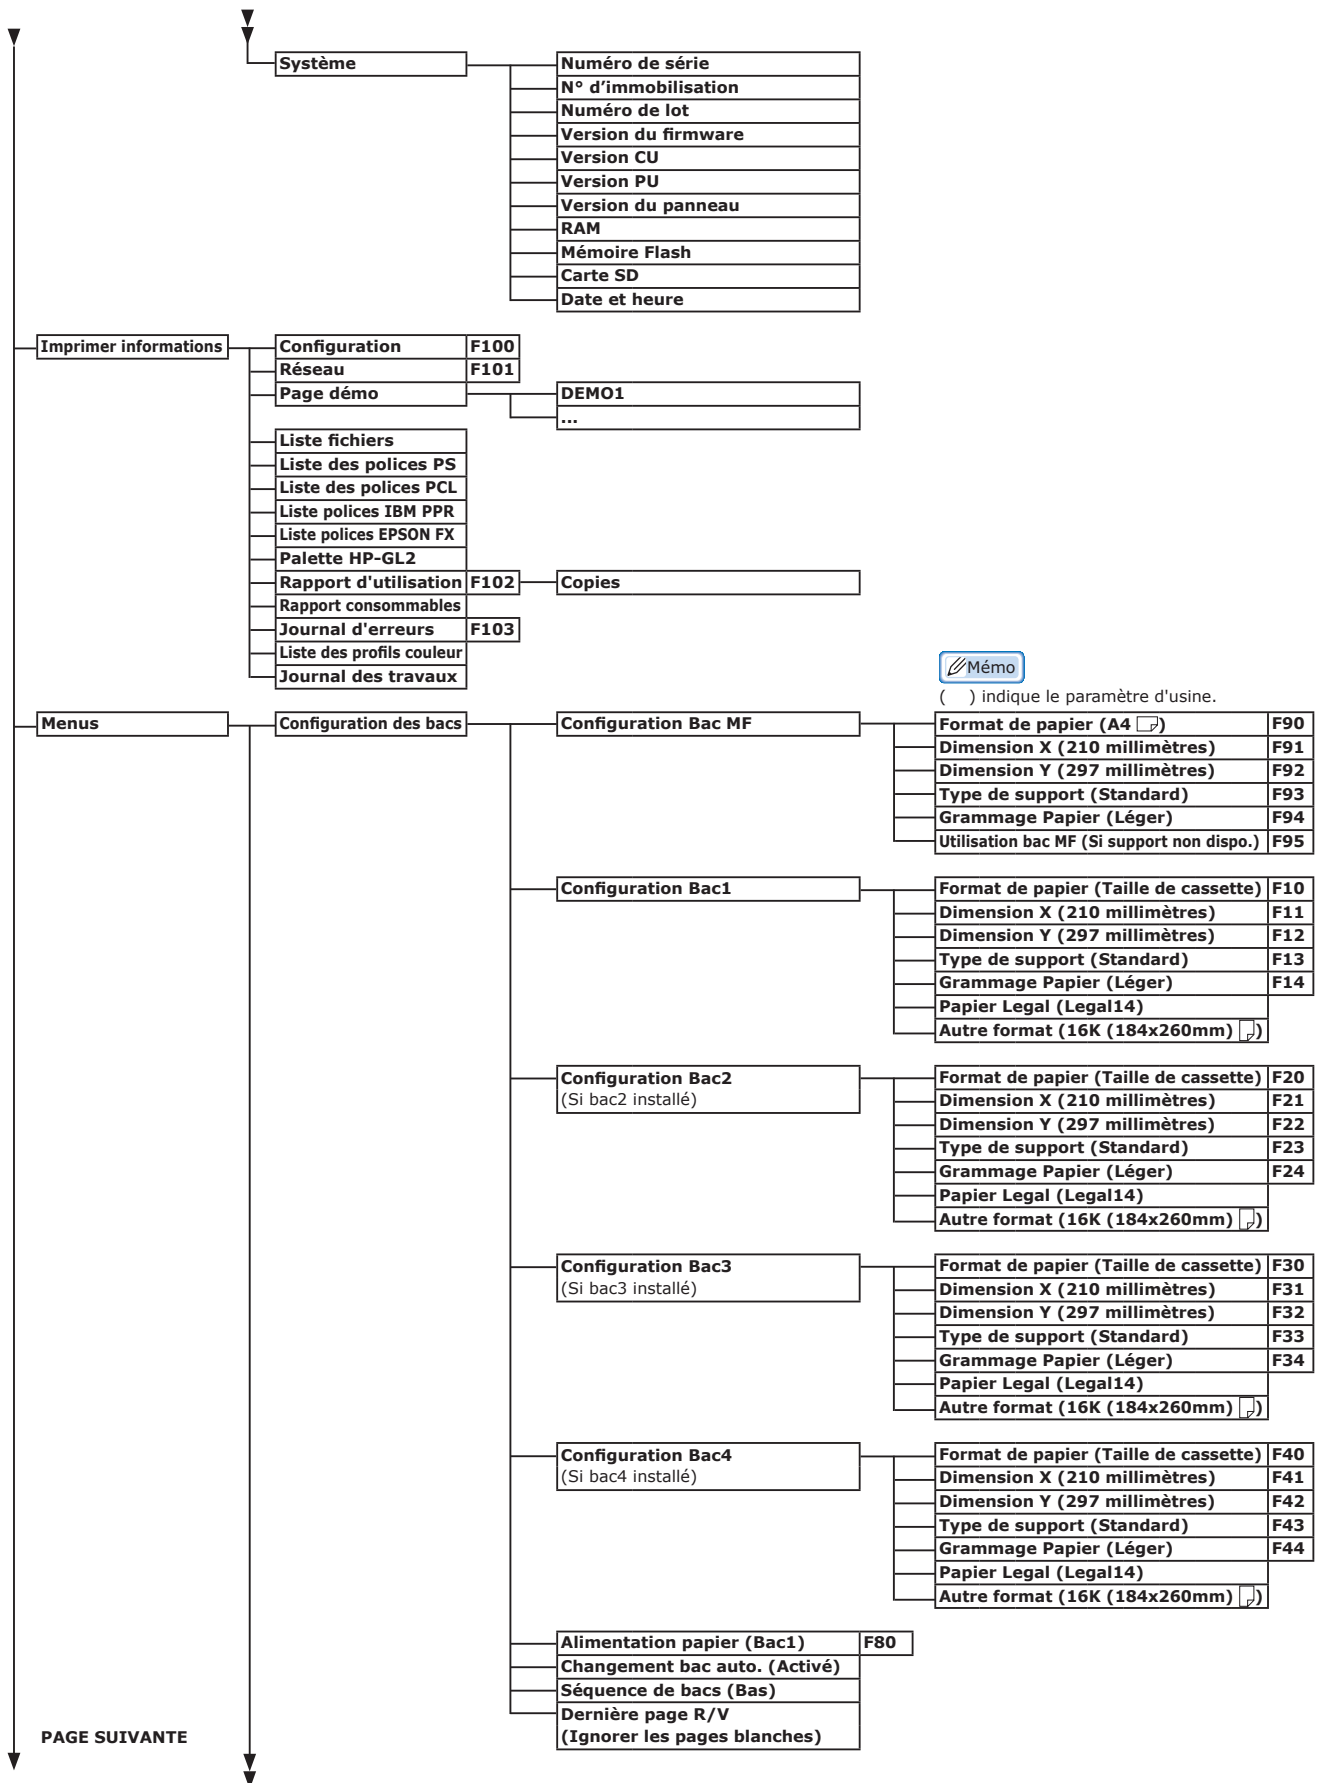 Système
Numéro de série
N° d’immobilisation
Numéro de lot
Version du firmware
Version CU
Version PU
Version du panneau
RAM
Mémoire Flash
Carte SD
Date et heure
Imprimer informations
Configuration F100
Réseau F101
Page démo
DEMO1
...
Liste fichiers
Liste des polices PS
Liste des polices PCL
Liste polices IBM PPR
Liste polices EPSON FX
Palette HP-GL2
Rapport d'utilisation F102
Copies
Rapport consommables
Journal d'erreurs F103
Liste des profils couleur
Journal des travaux
Mémo
( ) indique le paramètre d'usine.
Menus
Configuration des bacs
Configuration Bac MF
Format de papier (A4 ) F90
Dimension X (210 millimètres) F91
Dimension Y (297 millimètres) F92
Type de support (Standard) F93
Grammage Papier (Léger) F94
Utilisation bac MF (Si support non dispo.) F95
Configuration Bac1
Format de papier (Taille de cassette) F10
Dimension X (210 millimètres) F11
Dimension Y (297 millimètres) F12
Type de support (Standard) F13
Grammage Papier (Léger) F14
Papier Legal (Legal14)
Autre format (16K (184x260mm) )
Configuration Bac2
(Si bac2 installé)
Format de papier (Taille de cassette) F20
Dimension X (210 millimètres) F21
Dimension Y (297 millimètres) F22
Type de support (Standard) F23
Grammage Papier (Léger) F24
Papier Legal (Legal14)
Autre format (16K (184x260mm) )
Configuration Bac3
(Si bac3 installé)
Format de papier (Taille de cassette) F30
Dimension X (210 millimètres) F31
Dimension Y (297 millimètres) F32
Type de support (Standard) F33
Grammage Papier (Léger) F34
Papier Legal (Legal14)
Autre format (16K (184x260mm) )
Configuration Bac4
(Si bac4 installé)
Format de papier (Taille de cassette) F40
Dimension X (210 millimètres) F41
Dimension Y (297 millimètres) F42
Type de support (Standard) F43
Grammage Papier (Léger) F44
Papier Legal (Legal14)
Autre format (16K (184x260mm) )
Alimentation papier (Bac1) F80
Changement bac auto. (Activé)
Séquence de bacs (Bas)
Dernière page R/V
(Ignorer les pages blanches)
PAGE SUIVANTE